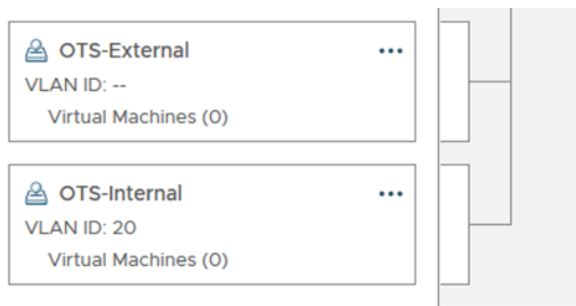 OTS-External
VLAN ID: --
Virtual Machines (0)
OTS-Internal
VLAN ID: 20
Virtual Machines (0)